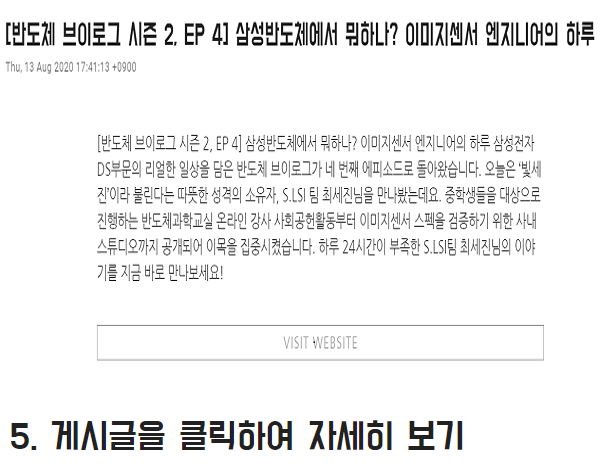 [반도체 브이로그 시즌 2, EP 4] 삼성반도체에서 뭐하나? 이미지센서 엔지니어의 하루
Thu, 13 Aug 2020 17:41:13 +0900
[반도체 브이로그 시즌 2, EP 4] 삼성반도체에서 뭐하나? 이미지센서 엔지니어의 하루 삼성전자
DS부문의 리얼한 일상을 담은 반도체 브이로그가 네 번째 에피소드로 돌아왔습니다. 오늘은 '빛세
진'이라 불린다는 따뜻한 성격의 소유자, S.LSI 팀 최세진님을 만나봤는데요. 중학생들을 대상으로
진행하는 반도체과학교실 온라인 강사 사회공헌활동부터 이미지센서 스펙을 검증하기 위한 사내
스튜디오까지 공개되어 이목을 집중시켰습니다. 하루 24시간이 부족한 S.LSI팀 최세진님의 이야
기를 지금 바로 만나보세요!
VISIT WEBSITE
5. 게시글을 클릭하여 자세히 보기